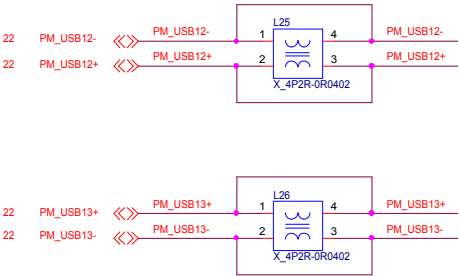 L25
22 PM_USB12- PM_USB12- 1 4 PM_USB12-
22 PM_USB12+ PM_USB12+ 2 3 PM_USB12+
X_4P2R-0R0402
L26
22 PM_USB13+ PM_USB13+ 1 4 PM_USB13+
22 PM_USB13- PM_USB13- 2 3 PM_USB13-
X_4P2R-0R0402